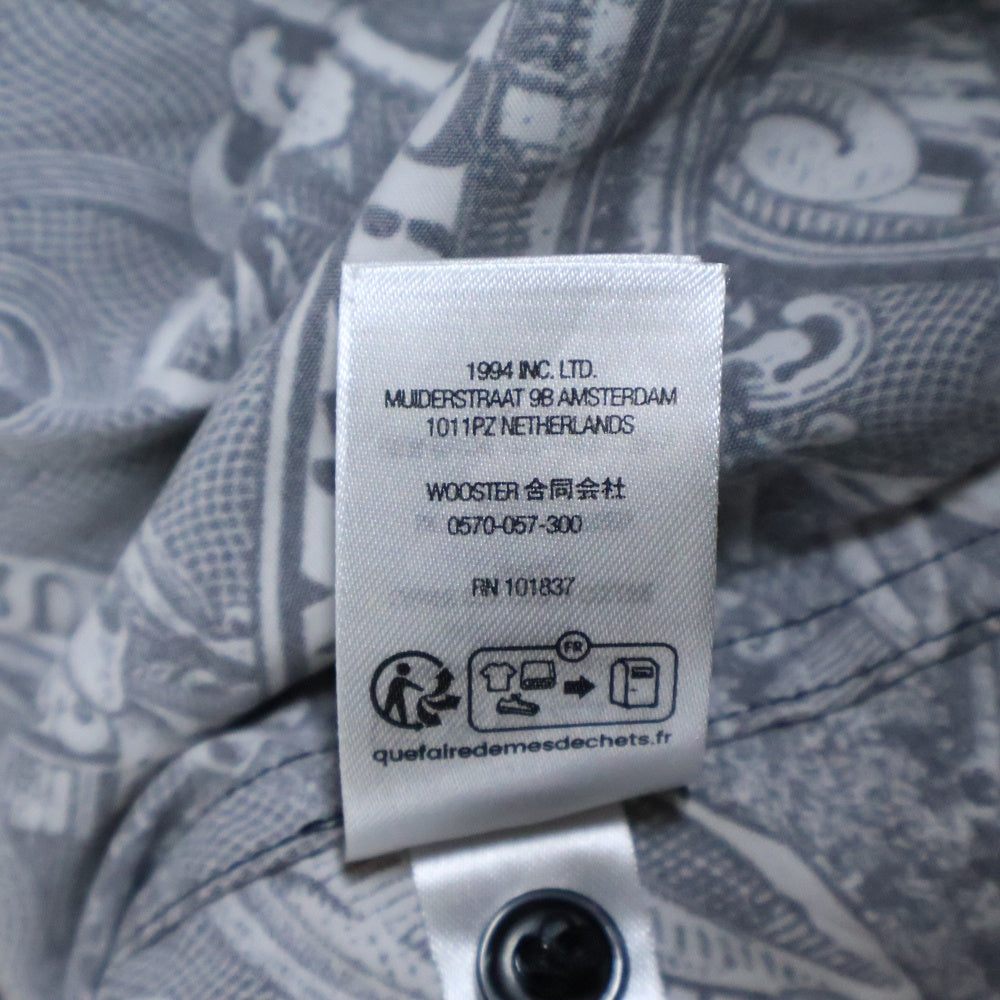 1994 INC. LTD.
MUIDERSTRAAT 9B AMSTERDAM
1011PZ NETHERLANDS
WOOSTER 合同会社
0570-057-300
RN 101837
FR
quefairedemesdechets.fr